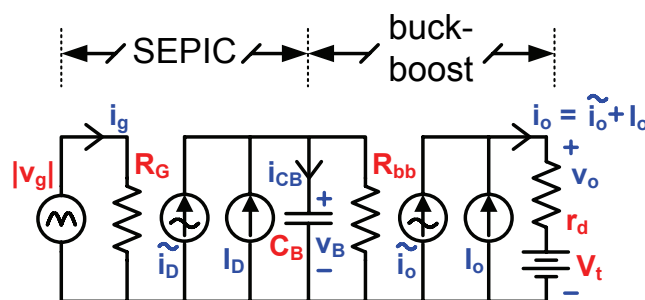 SEPIC
buck-
boost
i_g
i_o = ĩ_o + I_o
|v_g|
R_G
i_CB
+
R_bb
+
v_o
r_d
ĩ_D
I_D
C_B
v_B
−
ĩ_o
I_o
V_t
−